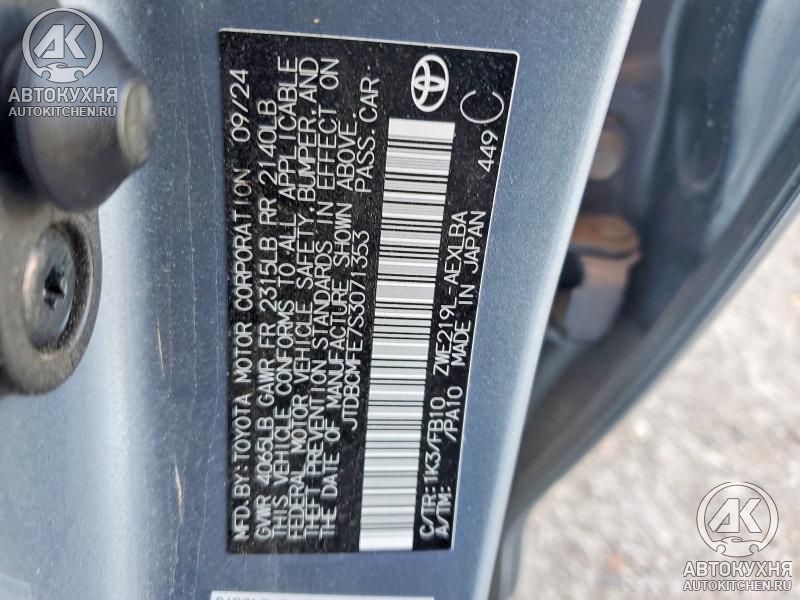 MFD. BY: TOYOTA MOTOR CORPORATION 09/24
GVWR 4065LB GAWR FR 2315LB RR 2140LB
THIS VEHICLE CONFORMS TO ALL APPLICABLE
FEDERAL MOTOR VEHICLE SAFETY, BUMPER, AND
THEFT PREVENTION STANDARDS IN EFFECT ON
THE DATE OF MANUFACTURE SHOWN ABOVE.
JTDBCMFE7S3071353 PASS. CAR
C/TR: 1K3/FB10 ZWE219L-AEXLBA
A/TM: /PA10 MADE IN JAPAN 449 C
АК
АВТОКУХНЯ
AUTOKITCHEN.RU
АК
АВТОКУХНЯ
AUTOKITCHEN.RU